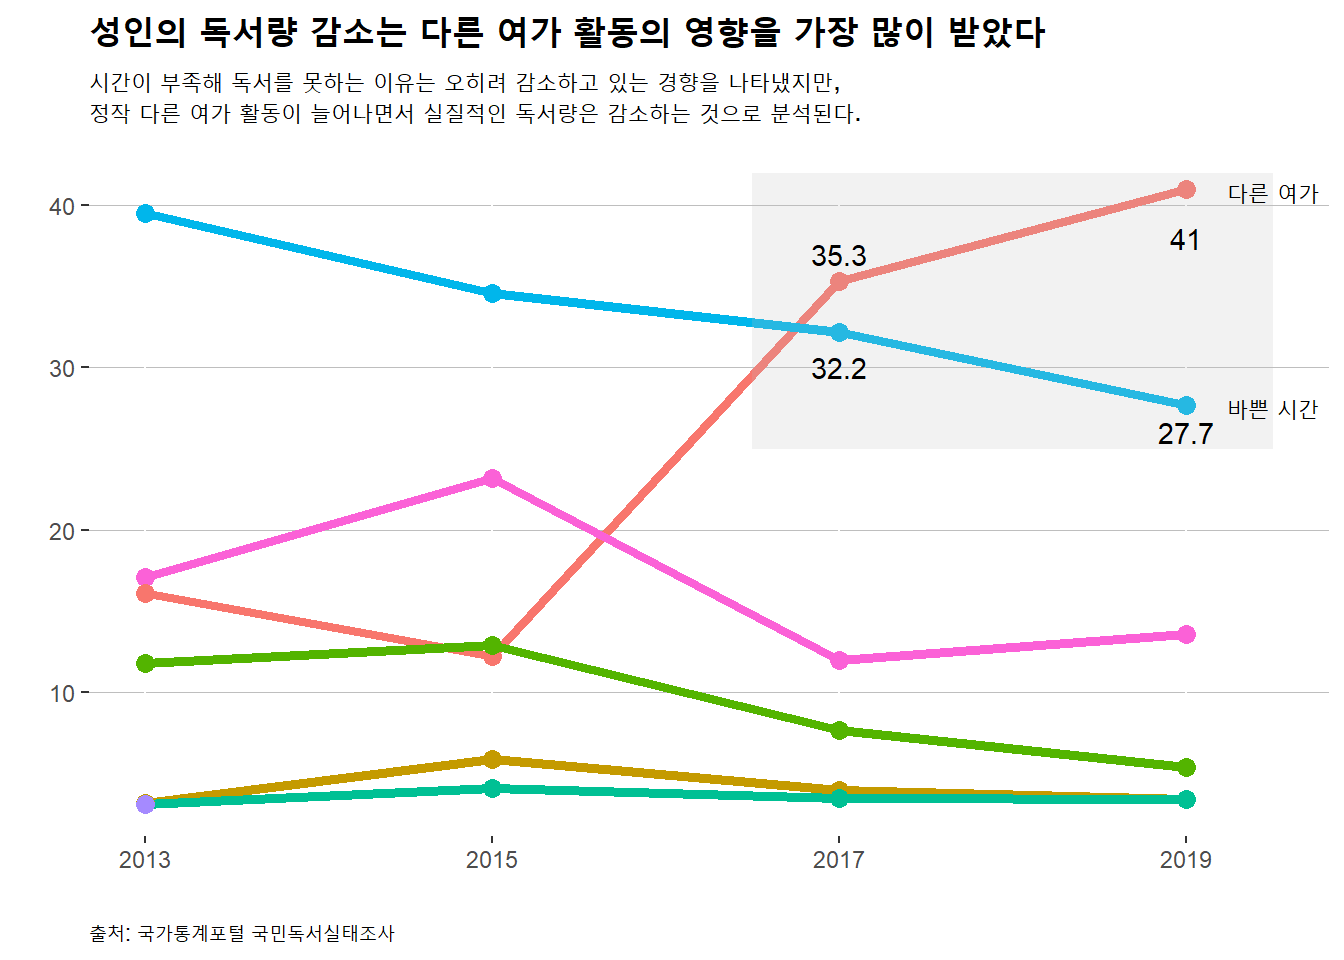 성인의 독서량 감소는 다른 여가 활동의 영향을 가장 많이 받았다
시간이 부족해 독서를 못하는 이유는 오히려 감소하고 있는 경향을 나타냈지만,
정작 다른 여가 활동이 늘어나면서 실질적인 독서량은 감소하는 것으로 분석된다.
40
다른 여가
41
35.3
30
32.2
바쁜 시간
27.7
20
10
2013 2015 2017 2019
출처: 국가통계포털 국민독서실태조사